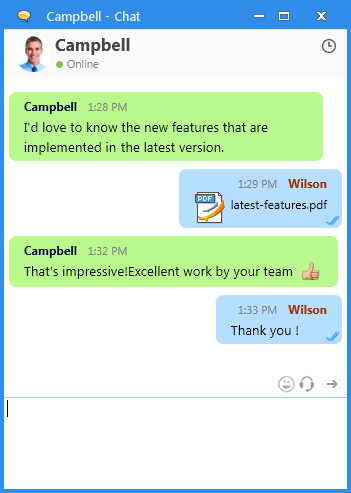 Campbell - Chat
Campbell
Online
Campbell 1:28 PM
I'd love to know the new features that are
implemented in the latest version.
1:29 PM Wilson
PDF latest-features.pdf
Campbell 1:32 PM
That's impressive!Excellent work by your team
1:33 PM Wilson
Thank you !